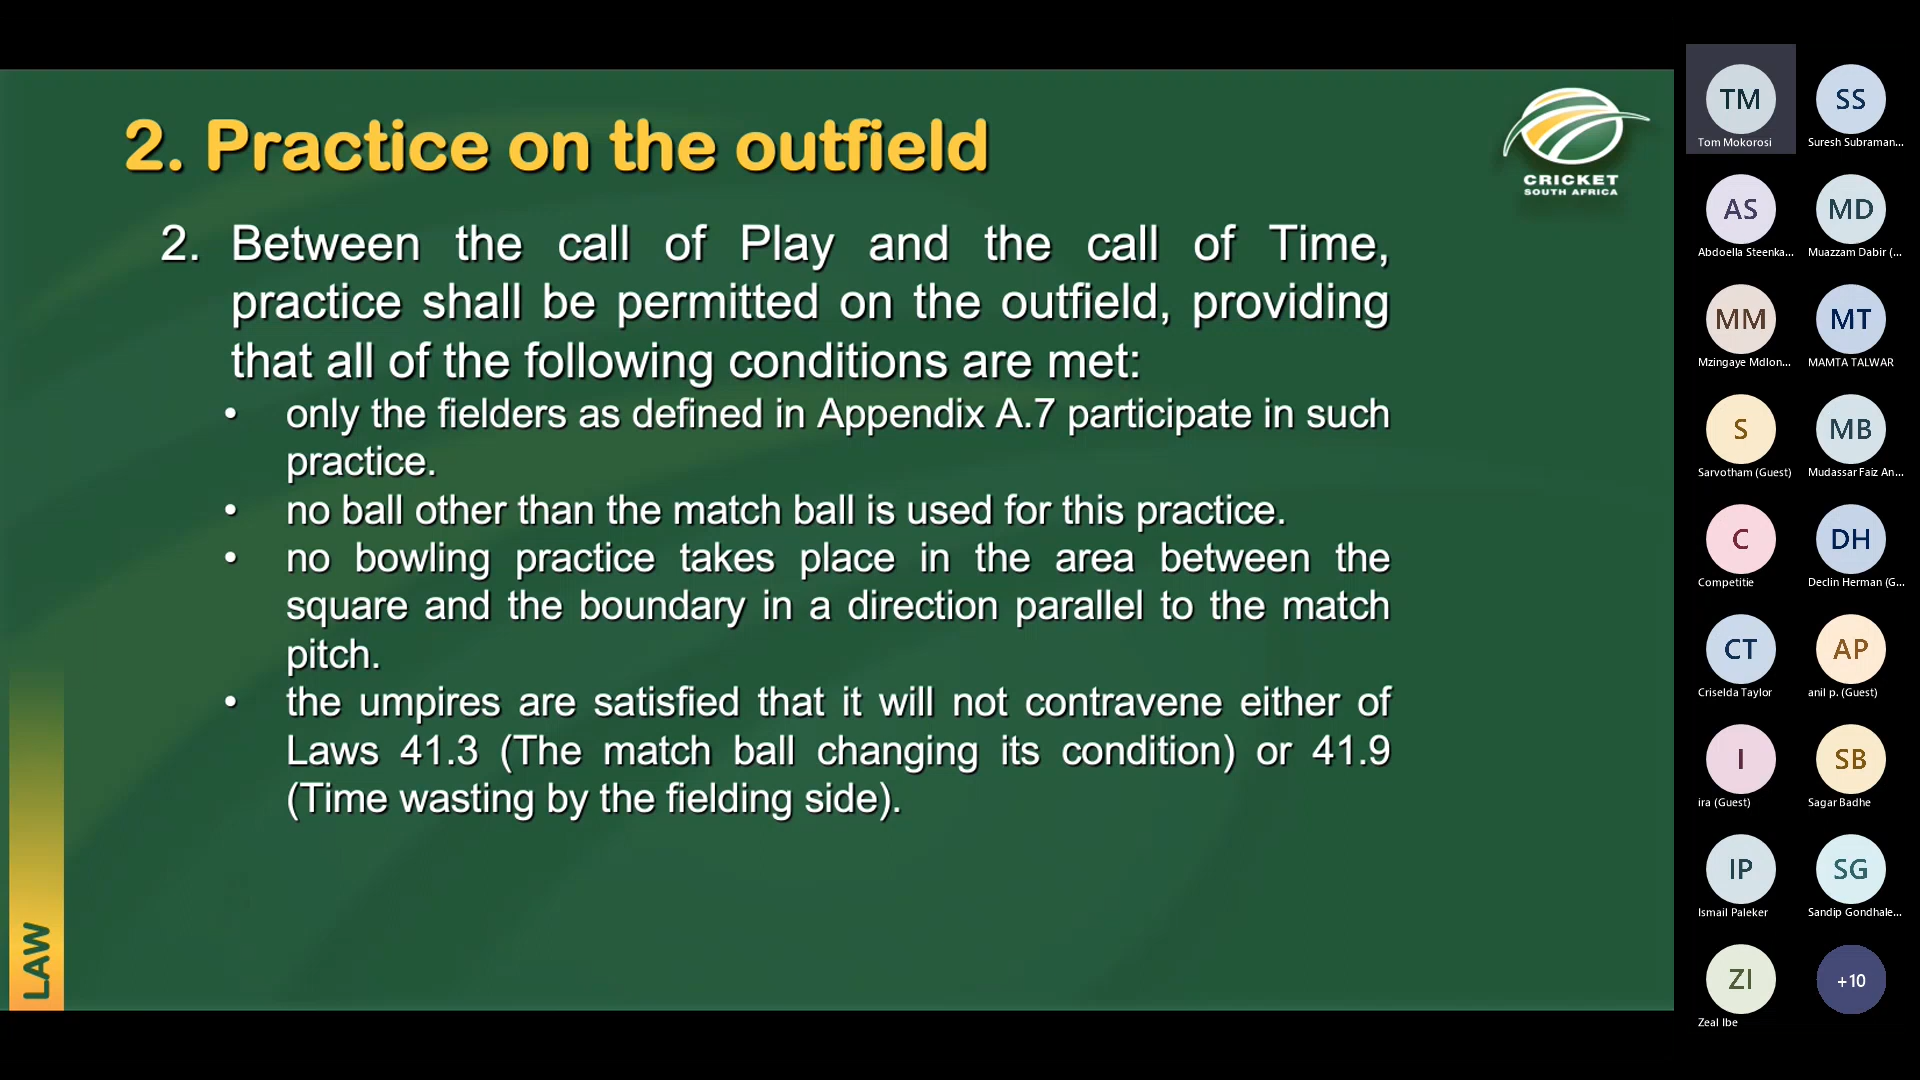 2. Practice on the outfield
CRICKET
SOUTH AFRICA
2. Between the call of Play and the call of Time,
practice shall be permitted on the outfield, providing
that all of the following conditions are met:
• only the fielders as defined in Appendix A.7 participate in such
practice.
• no ball other than the match ball is used for this practice.
• no bowling practice takes place in the area between the
square and the boundary in a direction parallel to the match
pitch.
• the umpires are satisfied that it will not contravene either of
Laws 41.3 (The match ball changing its condition) or 41.9
(Time wasting by the fielding side).
LAW
TM SS
Tom Mokorosi Suresh Subraman...
AS MD
Abdoella Steenka... Muazzam Dabir (...
MM MT
Mzingaye Mdlon... MAMTA TALWAR
S MB
Sarvotham (Guest) Mudassar Faiz An...
C DH
Competitie Declin Herman (G...
CT AP
Criselda Taylor anil p. (Guest)
I SB
ira (Guest) Sagar Badhe
IP SG
Ismail Paleker Sandip Gondhale...
ZI +10
Zeal Ibe